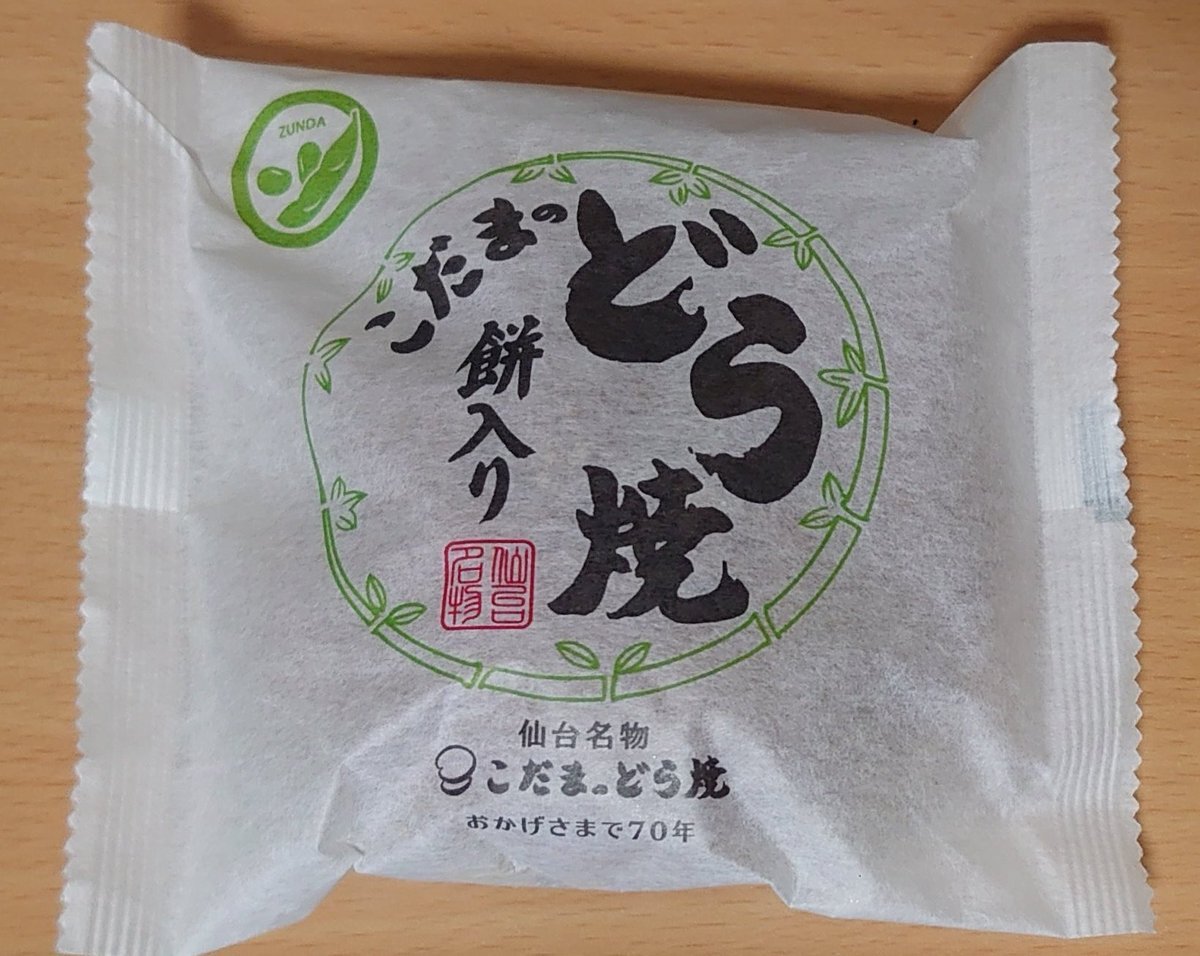 ZUNDA
こだまの
どら焼
餅入り
仙台
名物
仙台名物
こだまのどら焼
おかげさまで70年